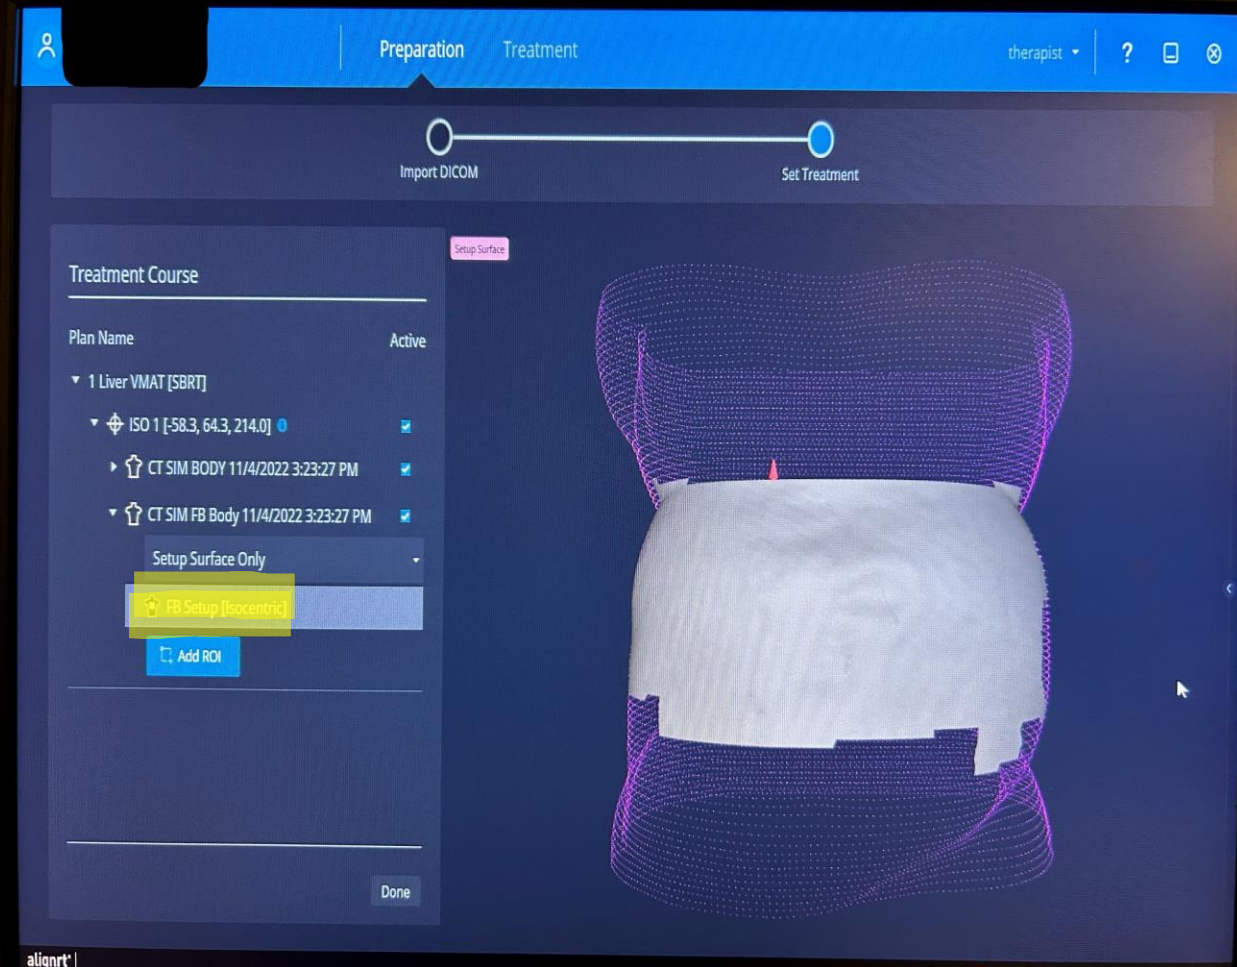 Preparation Treatment therapist ?
Import DICOM Set Treatment
Setup Surface
Treatment Course
Plan Name Active
1 Liver VMAT [SBRT]
ISO 1 [-58.3, 64.3, 214.0]
CT SIM BODY 11/4/2022 3:23:27 PM
CT SIM FB Body 11/4/2022 3:23:27 PM
Setup Surface Only
FB Setup [Isocentric]
Add ROI
Done
alignrt